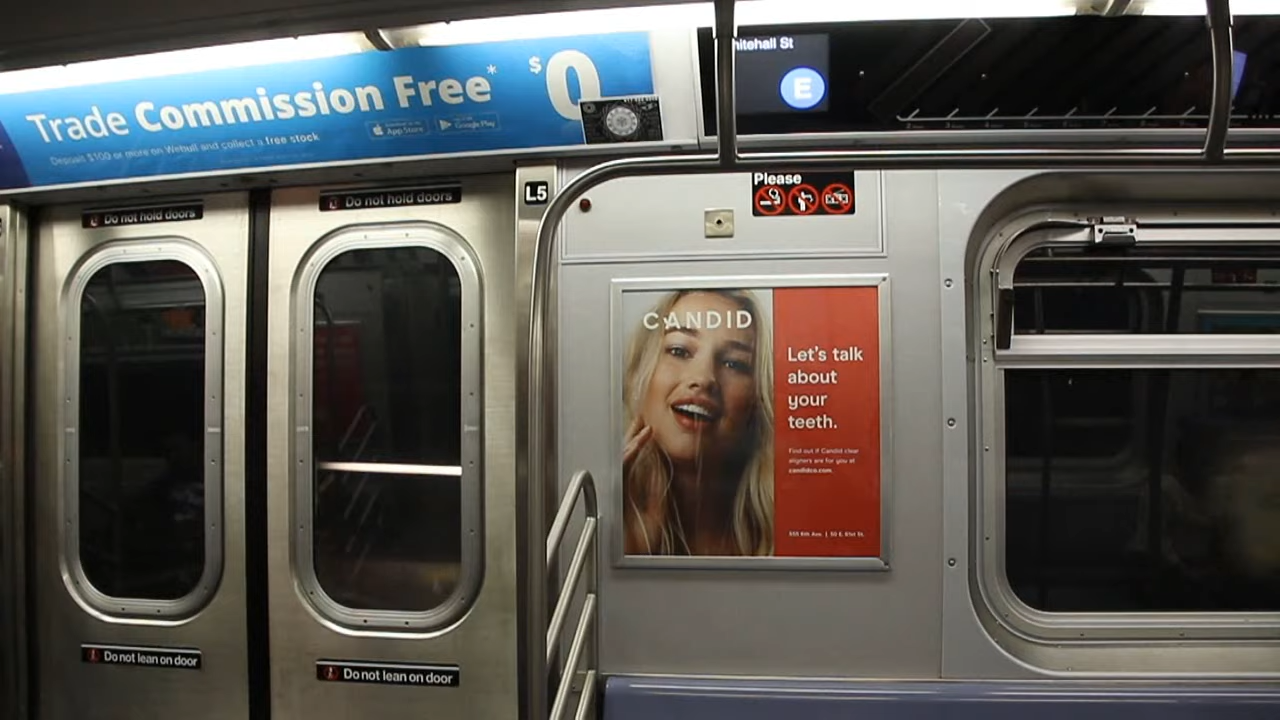 Trade Commission Free*
$0
Deposit $100 or more on Webull and collect a free stock
App Store
Google Play
hitehall St
E
Please
L5
Do not hold doors
Do not hold doors
CANDID
Let's talk
about
your
teeth.
Find out if Candid clear
aligners are for you at
candidco.com.
Do not lean on door
Do not lean on door